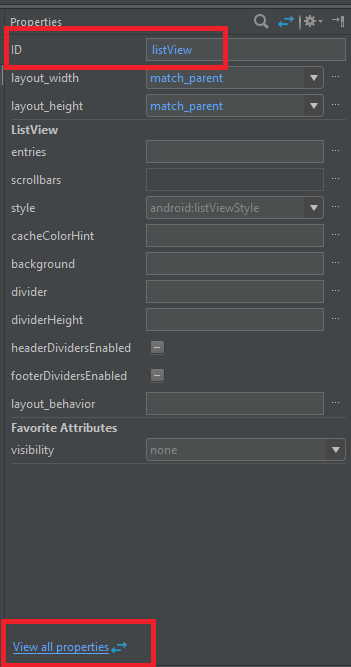 Properties
ID listView
layout_width match_parent
layout_height match_parent
ListView
entries
scrollbars
style android:listViewStyle
cacheColorHint
background
divider
dividerHeight
headerDividersEnabled
footerDividersEnabled
layout_behavior
Favorite Attributes
visibility none
View all properties